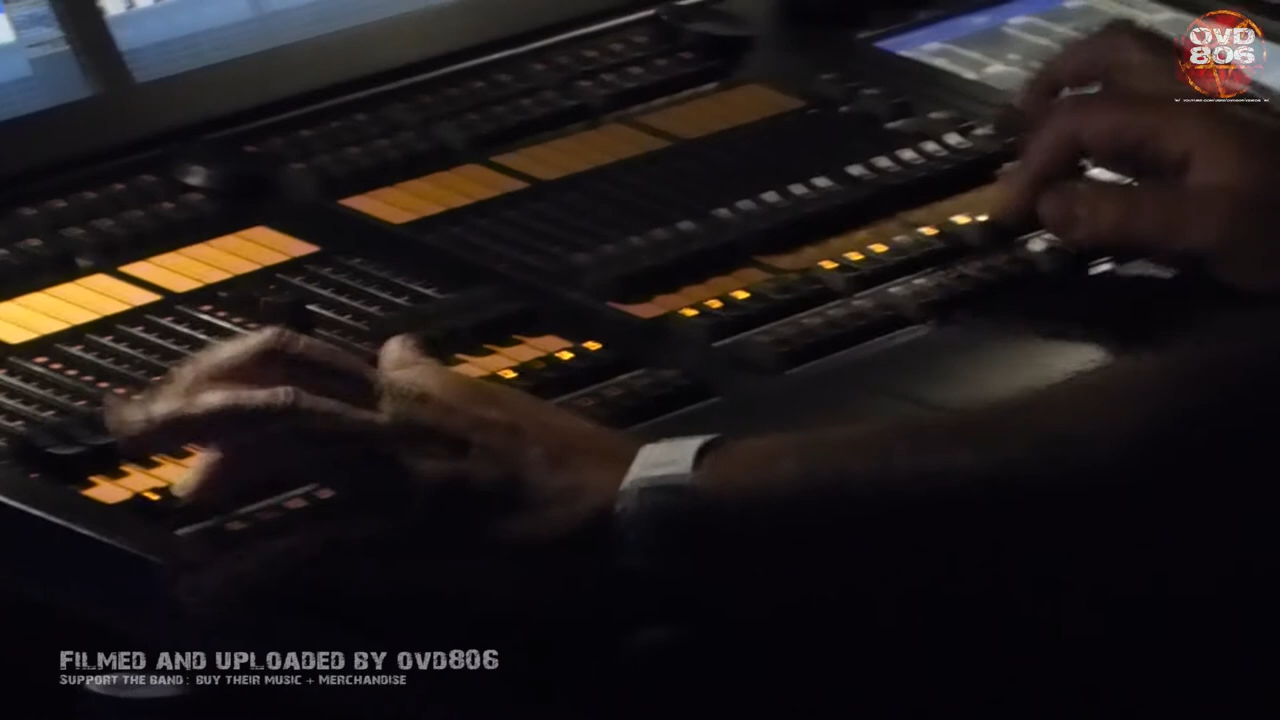 OVD
806
FILMED AND UPLOADED BY OVD806
SUPPORT THE BAND: BUY THEIR MUSIC + MERCHANDISE